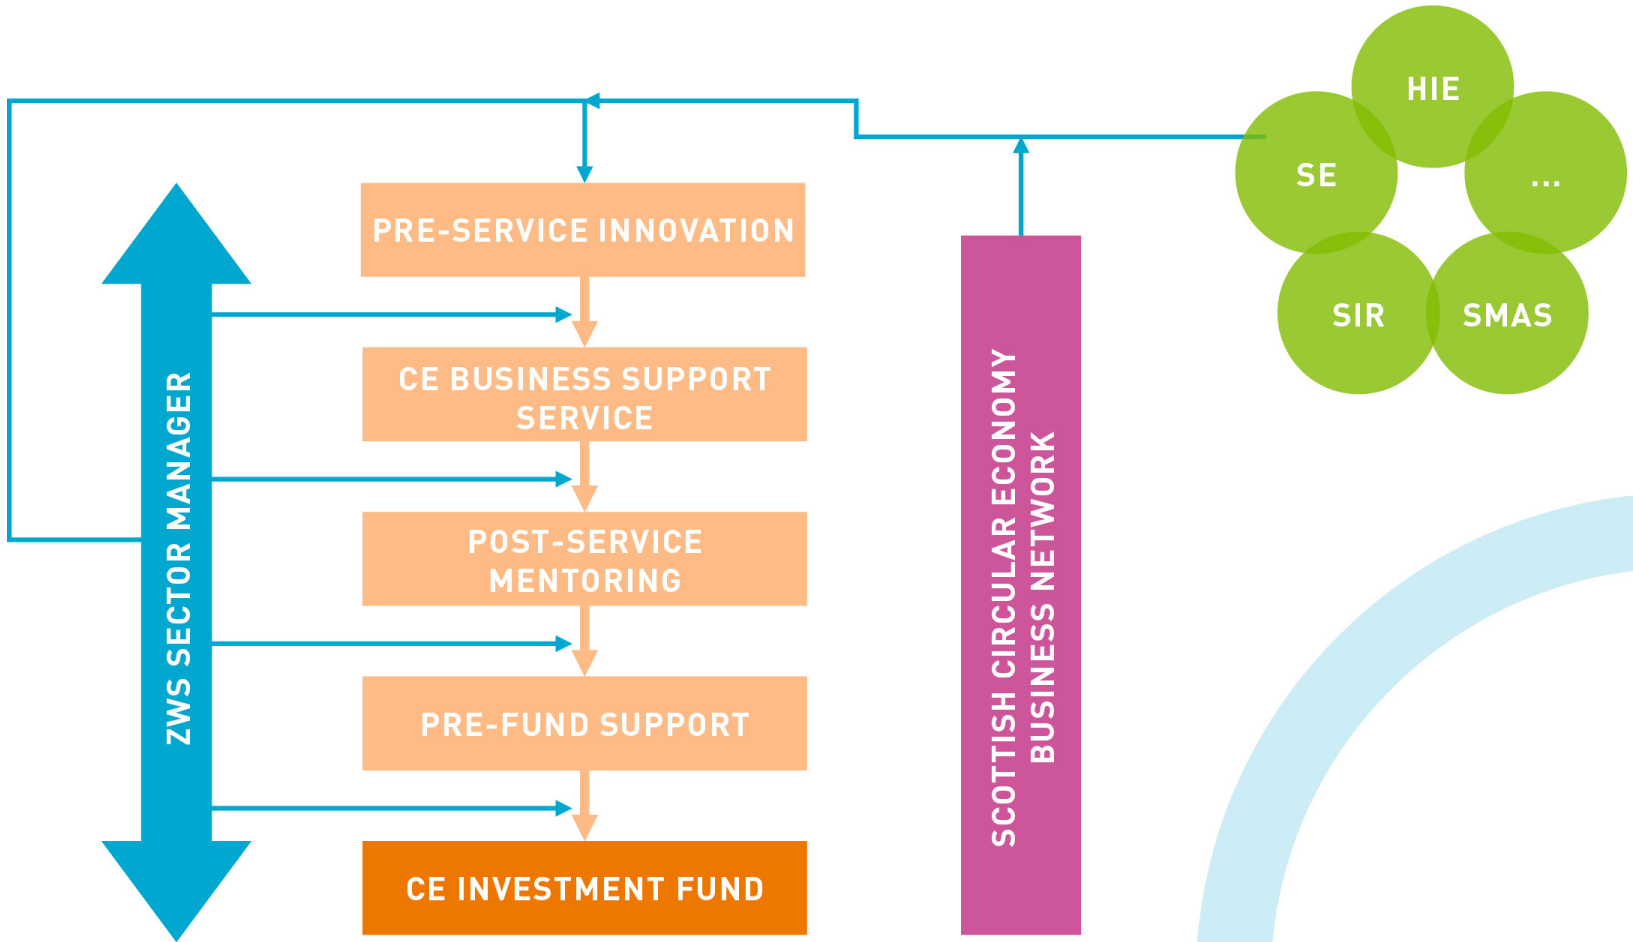 HIE
SE
...
SIR
SMAS
PRE-SERVICE INNOVATION
CE BUSINESS SUPPORT
SERVICE
POST-SERVICE
MENTORING
PRE-FUND SUPPORT
CE INVESTMENT FUND
ZWS SECTOR MANAGER
SCOTTISH CIRCULAR ECONOMY
BUSINESS NETWORK